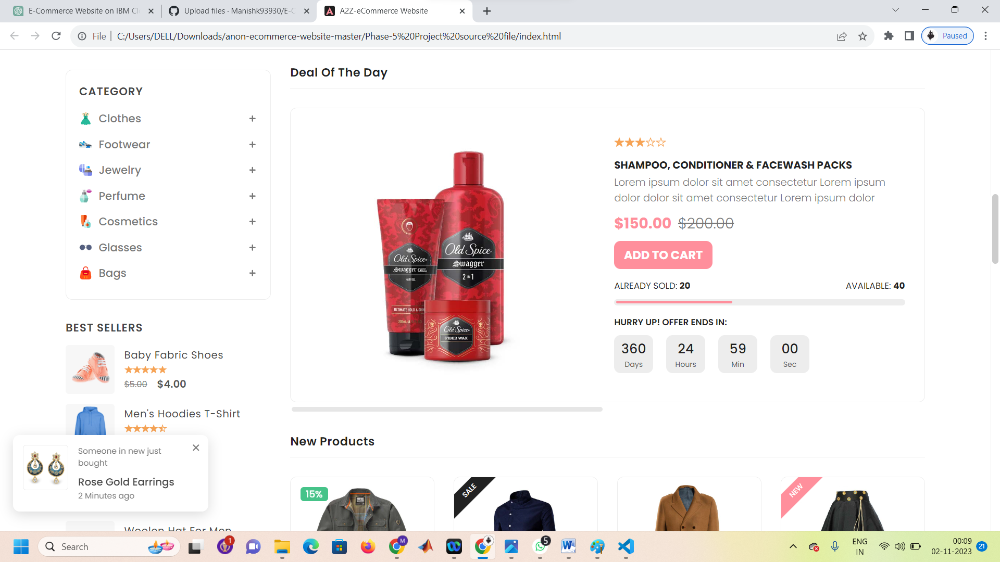 E-Commerce Website on IBM Cl
Upload files · Manishk93930/E-C
A2Z-eCommerce Website
File
C:/Users/DELL/Downloads/anon-ecommerce-website-master/Phase-5%20Project%20source%20file/index.html
Paused
CATEGORY
Clothes
Footwear
Jewelry
Perfume
Cosmetics
Glasses
Bags
BEST SELLERS
Baby Fabric Shoes
$5.00 $4.00
Men's Hoodies T-Shirt
Someone in new just
bought
Rose Gold Earrings
2 Minutes ago
Woolen Hat For Men
Deal Of The Day
Old Spice
Swagger GEL
HAIR GEL
ULTIMATE HOLD & SHIN
Old Spice
Swagger
2 IN 1
Old Spice
FIBER WAX
SHAMPOO, CONDITIONER & FACEWASH PACKS
Lorem ipsum dolor sit amet consectetur Lorem ipsum
dolor dolor sit amet consectetur Lorem ipsum dolor
$150.00 $200.00
ADD TO CART
ALREADY SOLD: 20 AVAILABLE: 40
HURRY UP! OFFER ENDS IN:
360 24 59 00
Days Hours Min Sec
New Products
15%
SALE
NEW
Search
1
M
5
W
ENG
IN
00:09
02-11-2023
21